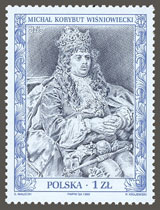 MICHAŁ KORYBUT WIŚNIOWIECKI
POLSKA · 1 ZŁ